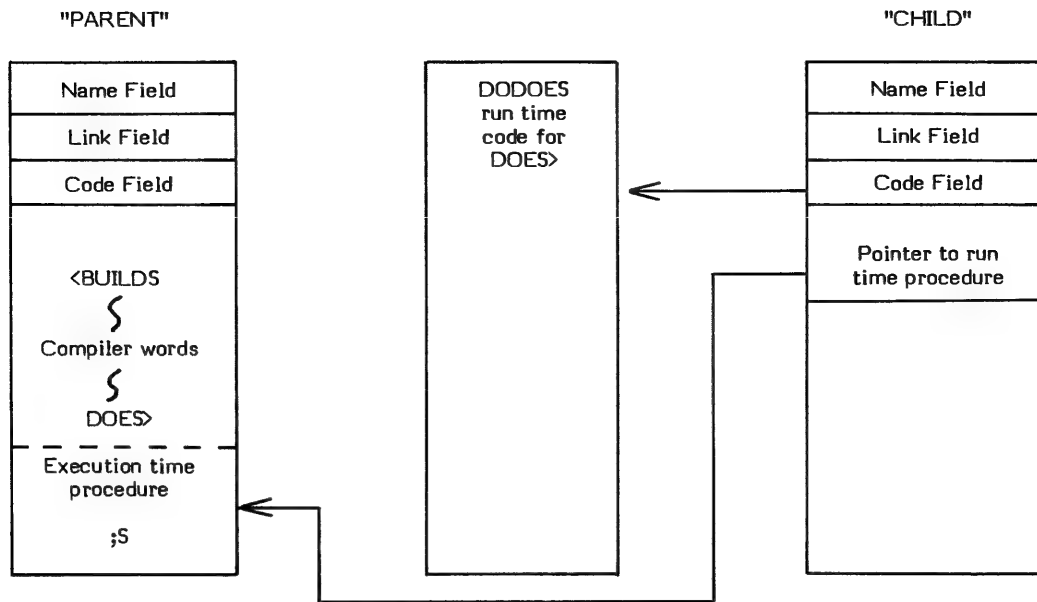 "PARENT"
Name Field
Link Field
Code Field
<BUILDS
Compiler words
DOES>
Execution time
procedure
;S
DODOES
run time
code for
DOES>
"CHILD"
Name Field
Link Field
Code Field
Pointer to run
time procedure